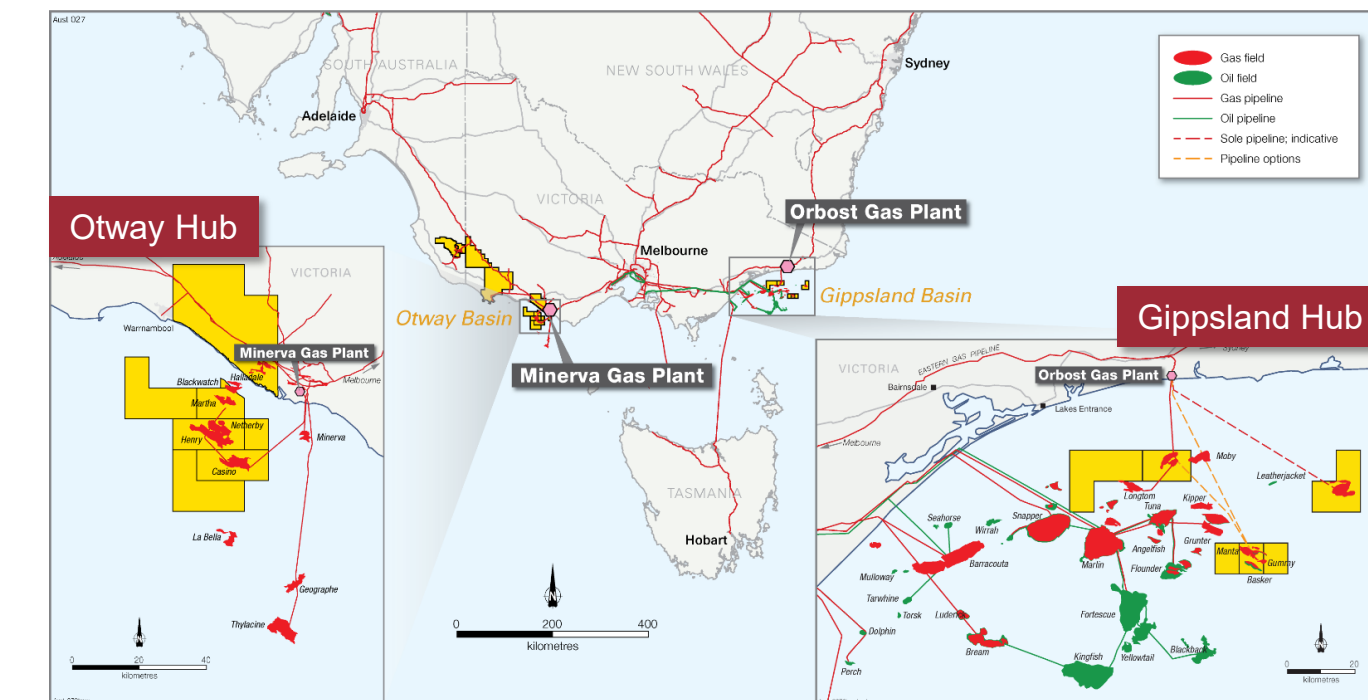 Aust 027
SOUTH AUSTRALIA
NEW SOUTH WALES
Sydney
Adelaide
VICTORIA
Melbourne
Orbost Gas Plant
Otway Basin
Gippsland Basin
Minerva Gas Plant
TASMANIA
Hobart
N
0 200 400
kilometres
Gas field
Oil field
Gas pipeline
Oil pipeline
Sole pipeline; indicative
Pipeline options
Otway Hub
VICTORIA
Warrnambool
Minerva Gas Plant
Melbourne
Blackwatch
Halladale
Martha
Netherby
Henry
Minerva
Casino
La Bella
Geographe
Thylacine
N
0 20 40
kilometres
Gippsland Hub
VICTORIA
EASTERN GAS PIPELINE
Sydney
Orbost Gas Plant
Bairnsdale
Lakes Entrance
Melbourne
Moby
Leatherjacket
Longtom
Kipper
Tuna
Snapper
Seahorse
Wirrah
Angelfish
Grunter
Manta
Gummy
Basker
Marlin
Flounder
Barracouta
Mulloway
Tarwhine
Torsk
Luderick
Fortescue
Dolphin
Bream
Yellowtail
Blackback
Kingfish
Perch
N
0 20
kilometres